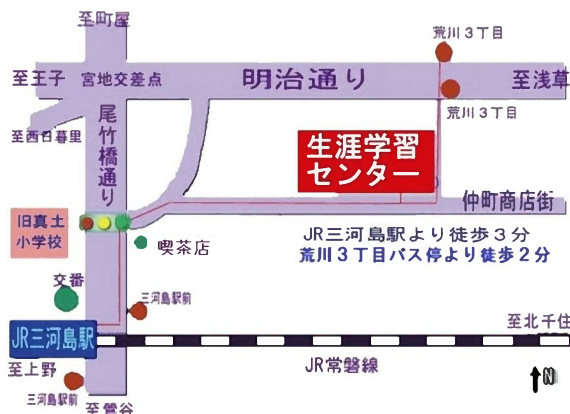 至町屋
荒川３丁目
至王子
宮地交差点
明治通り
至浅草
荒川３丁目
至西日暮里
尾竹橋通り
生涯学習
センター
仲町商店街
旧真土
小学校
JR三河島駅より徒歩３分
喫茶店
荒川３丁目バス停より徒歩２分
交番
三河島駅前
至北千住
JR三河島駅
至上野
JR常磐線
N
三河島駅前
至鶯谷